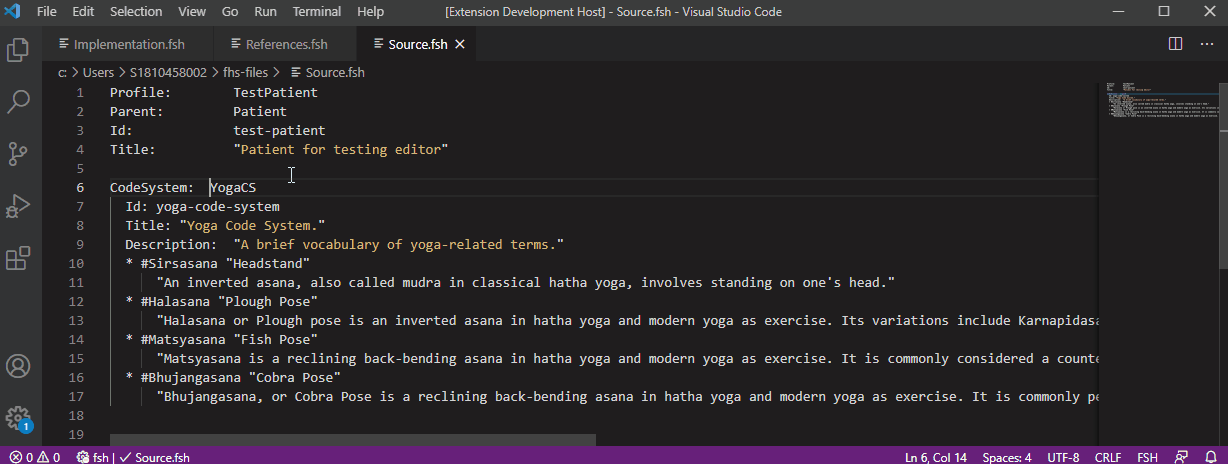 File Edit Selection View Go Run Terminal Help [Extension Development Host] - Source.fsh - Visual Studio Code
Implementation.fsh References.fsh Source.fsh
c: > Users > S1810458002 > fhs-files > Source.fsh
1 Profile: TestPatient
2 Parent: Patient
3 Id: test-patient
4 Title: "Patient for testing editor"
5
6 CodeSystem: YogaCS
7 Id: yoga-code-system
8 Title: "Yoga Code System."
9 Description: "A brief vocabulary of yoga-related terms."
10 * #Sirsasana "Headstand"
11 "An inverted asana, also called mudra in classical hatha yoga, involves standing on one's head."
12 * #Halasana "Plough Pose"
13 "Halasana or Plough pose is an inverted asana in hatha yoga and modern yoga as exercise. Its variations include Karnapidasa
14 * #Matsyasana "Fish Pose"
15 "Matsyasana is a reclining back-bending asana in hatha yoga and modern yoga as exercise. It is commonly considered a counte
16 * #Bhujangasana "Cobra Pose"
17 "Bhujangasana, or Cobra Pose is a reclining back-bending asana in hatha yoga and modern yoga as exercise. It is commonly pe
18
19
1
0 0 fsh | Source.fsh Ln 6, Col 14 Spaces: 4 UTF-8 CRLF FSH